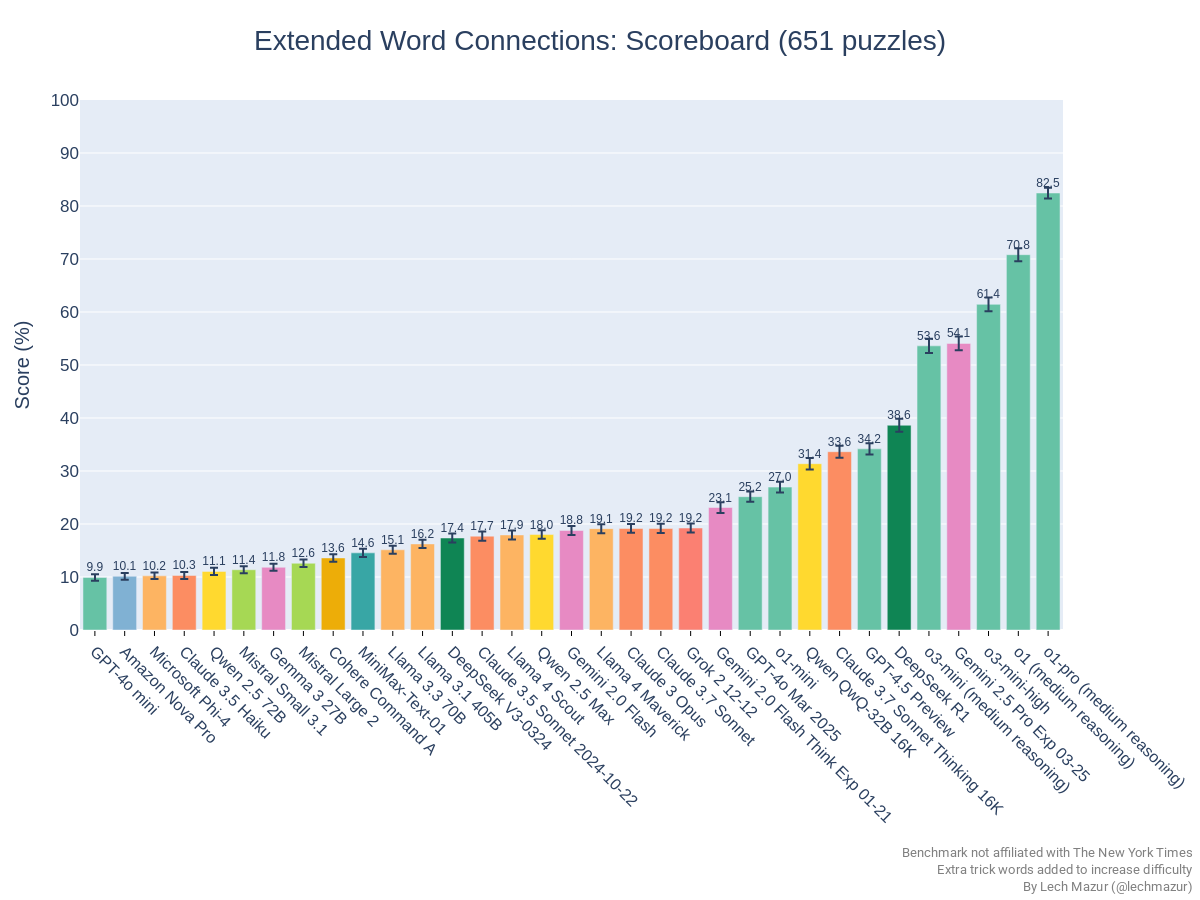 Extended Word Connections: Scoreboard (651 puzzles)
Score (%)
100
90
80
70
60
50
40
30
20
10
0
9.9
10.1
10.2
10.3
11.1
11.4
11.8
12.6
13.6
14.6
15.1
16.2
17.4
17.7
17.9
18.0
18.8
19.1
19.2
19.2
19.2
23.1
25.2
27.0
31.4
33.6
34.2
38.6
53.6
54.1
61.4
70.8
82.5
GPT-4o mini
Amazon Nova Pro
Microsoft Phi-4
Claude 3.5 Haiku
Qwen 2.5 72B
Mistral Small 3.1
Gemma 3 27B
Mistral Large 2
Cohere Command A
MiniMax-Text-01
Llama 3.3 70B
Llama 3.1 405B
DeepSeek V3-0324
Claude 3.5 Sonnet 2024-10-22
Llama 4 Scout
Qwen 2.5 Max
Gemini 2.0 Flash
Llama 4 Maverick
Claude 3 Opus
Claude 3.7 Sonnet
Grok 2 12-12
Gemini 2.0 Flash Think Exp 01-21
GPT-4o Mar 2025
o1-mini
Qwen QwQ-32B 16K
Claude 3.7 Sonnet Thinking 16K
GPT-4.5 Preview
DeepSeek R1
o3-mini (medium reasoning)
Gemini 2.5 Pro Exp 03-25
o3-mini-high
o1 (medium reasoning)
o1-pro (medium reasoning)
Benchmark not affiliated with The New York Times
Extra trick words added to increase difficulty
By Lech Mazur (@lechmazur)